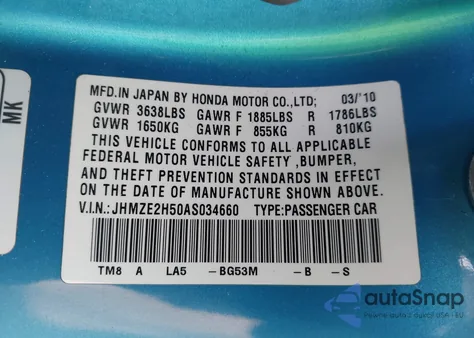 MK
MFD.IN JAPAN BY HONDA MOTOR CO.,LTD; 03/'10
GVWR 3638LBS GAWR F 1885LBS R 1786LBS
GVWR 1650KG GAWR F 855KG R 810KG
THIS VEHICLE CONFORMS TO ALL APPLICABLE
FEDERAL MOTOR VEHICLE SAFETY ,BUMPER,
AND THEFT PREVENTION STANDARDS IN EFFECT
ON THE DATE OF MANUFACTURE SHOWN ABOVE.
V.I.N.: JHMZE2H50AS034660 TYPE:PASSENGER CAR
TM8 A LA5 -BG53M -B -S
autoSnap